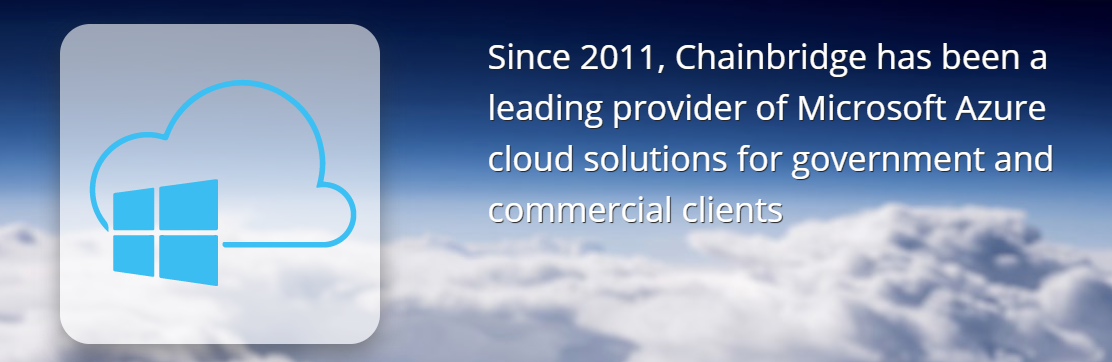 Since 2011, Chainbridge has been a
leading provider of Microsoft Azure
cloud solutions for government and
commercial clients